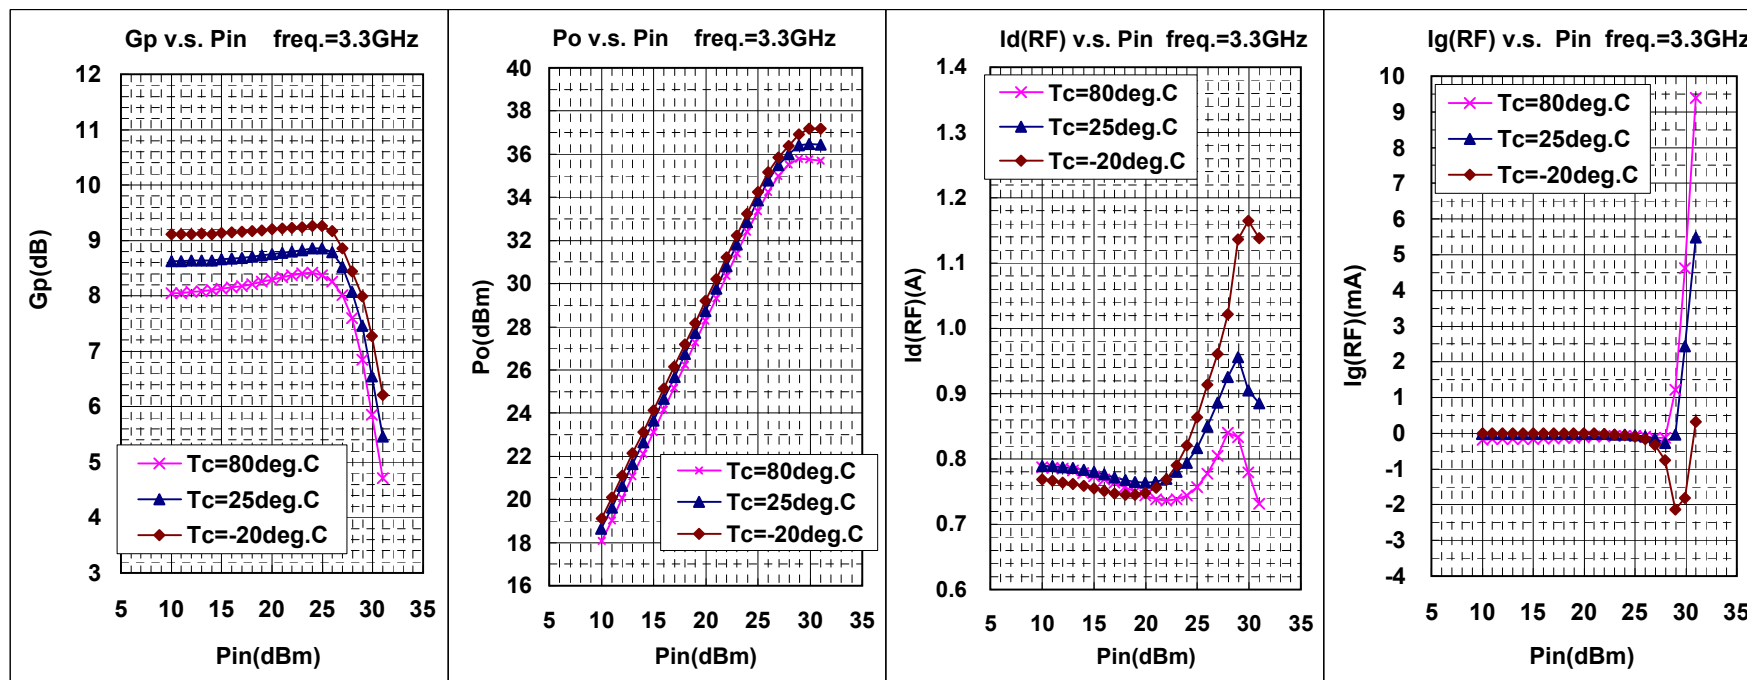 Gp v.s. Pin freq.=3.3GHz
12
11
10
9
8
7
6
5
4
3
Gp(dB)
Tc=80deg.C
Tc=25deg.C
Tc=-20deg.C
5 10 15 20 25 30 35
Pin(dBm)
Po v.s. Pin freq.=3.3GHz
40
38
36
34
32
30
28
26
24
22
20
18
16
Po(dBm)
Tc=80deg.C
Tc=25deg.C
Tc=-20deg.C
5 10 15 20 25 30 35
Pin(dBm)
Id(RF) v.s. Pin freq.=3.3GHz
1.4
1.3
1.2
1.1
1.0
0.9
0.8
0.7
0.6
Id(RF)(A)
Tc=80deg.C
Tc=25deg.C
Tc=-20deg.C
5 10 15 20 25 30 35
Pin(dBm)
Ig(RF) v.s. Pin freq.=3.3GHz
10
9
8
7
6
5
4
3
2
1
0
-1
-2
-3
-4
Ig(RF)(mA)
Tc=80deg.C
Tc=25deg.C
Tc=-20deg.C
5 10 15 20 25 30 35
Pin(dBm)